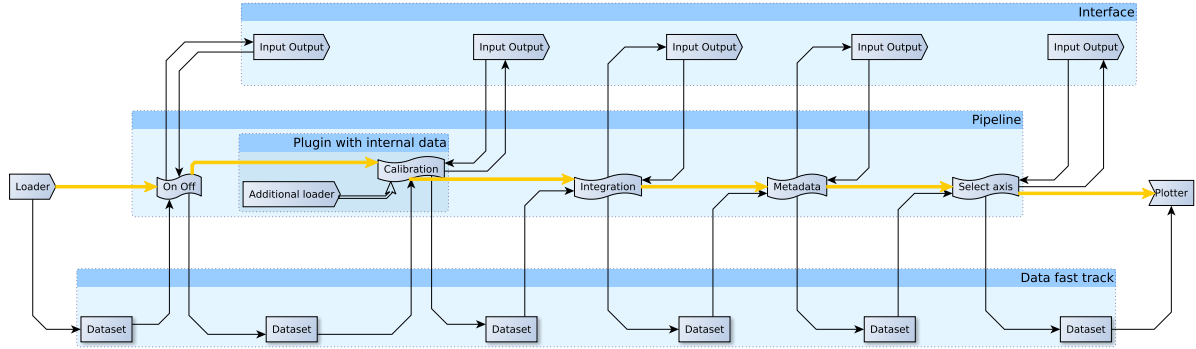 Interface
Input Output
Input Output
Input Output
Input Output
Input Output
Pipeline
Plugin with internal data
Calibration
Loader
On Off
Additional loader
Integration
Metadata
Select axis
Plotter
Data fast track
Dataset
Dataset
Dataset
Dataset
Dataset
Dataset